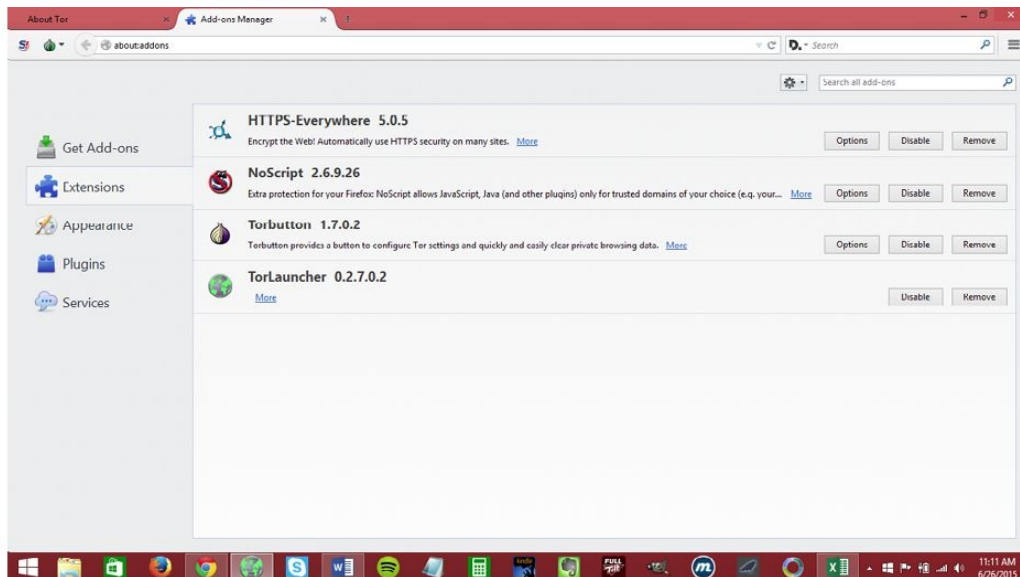 About Tor
Add-ons Manager
about:addons
Search
Search all add-ons
Get Add-ons
Extensions
Appearance
Plugins
Services
HTTPS-Everywhere 5.0.5
Encrypt the Web! Automatically use HTTPS security on many sites. More
Options Disable Remove
NoScript 2.6.9.26
Extra protection for your Firefox: NoScript allows JavaScript, Java (and other plugins) only for trusted domains of your choice (e.g. your... More
Options Disable Remove
Torbutton 1.7.0.2
Torbutton provides a button to configure Tor settings and quickly and easily clear private browsing data. More
Options Disable Remove
TorLauncher 0.2.7.0.2
More
Disable Remove
kindle
FULL
Tilt
11:11 AM
6/26/2015